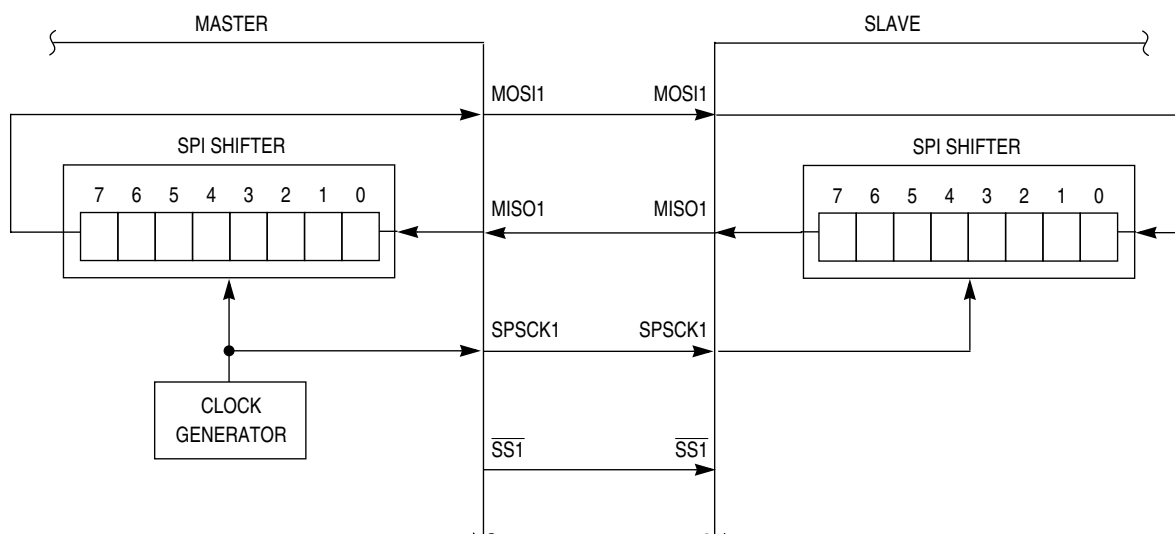 MASTER
SLAVE
MOSI1
MOSI1
SPI SHIFTER
SPI SHIFTER
7 6 5 4 3 2 1 0
7 6 5 4 3 2 1 0
MISO1
MISO1
SPSCK1
SPSCK1
CLOCK
GENERATOR
SS1
SS1